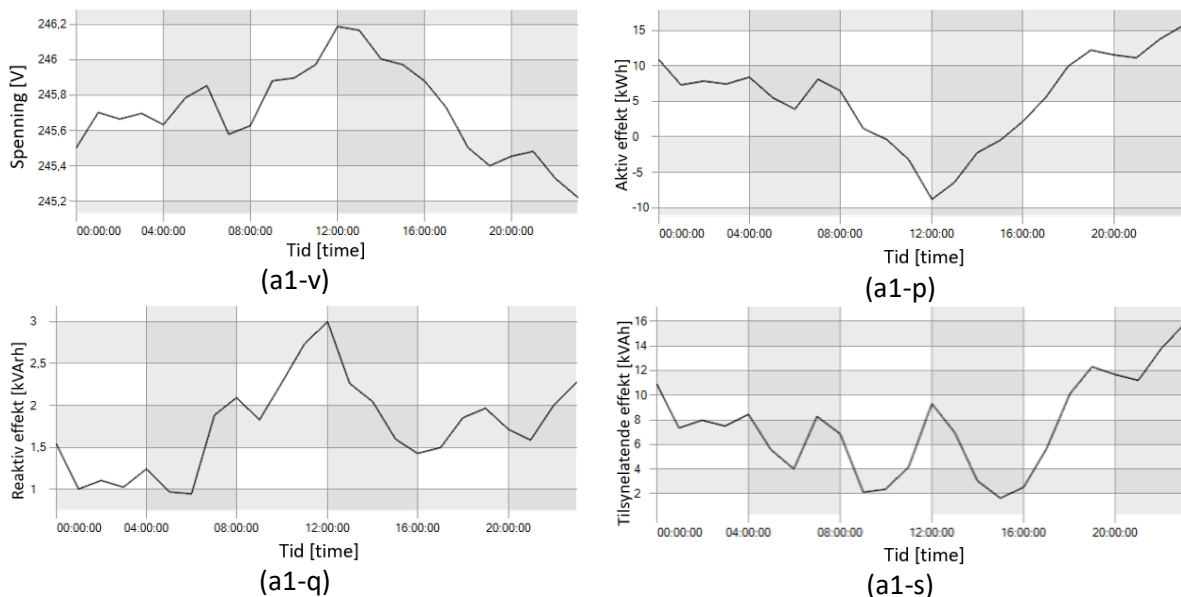 Spenning [V]
246,2
246
245,8
245,6
245,4
245,2
00:00:00 04:00:00 08:00:00 12:00:00 16:00:00 20:00:00
Tid [time]
(a1-v)
Aktiv effekt [kWh]
15
10
5
0
-5
-10
00:00:00 04:00:00 08:00:00 12:00:00 16:00:00 20:00:00
Tid [time]
(a1-p)
Reaktiv effekt [kVArh]
3
2,5
2
1,5
1
00:00:00 04:00:00 08:00:00 12:00:00 16:00:00 20:00:00
Tid [time]
(a1-q)
Tilsynelatende effekt [kVAh]
16
14
12
10
8
6
4
2
00:00:00 04:00:00 08:00:00 12:00:00 16:00:00 20:00:00
Tid [time]
(a1-s)